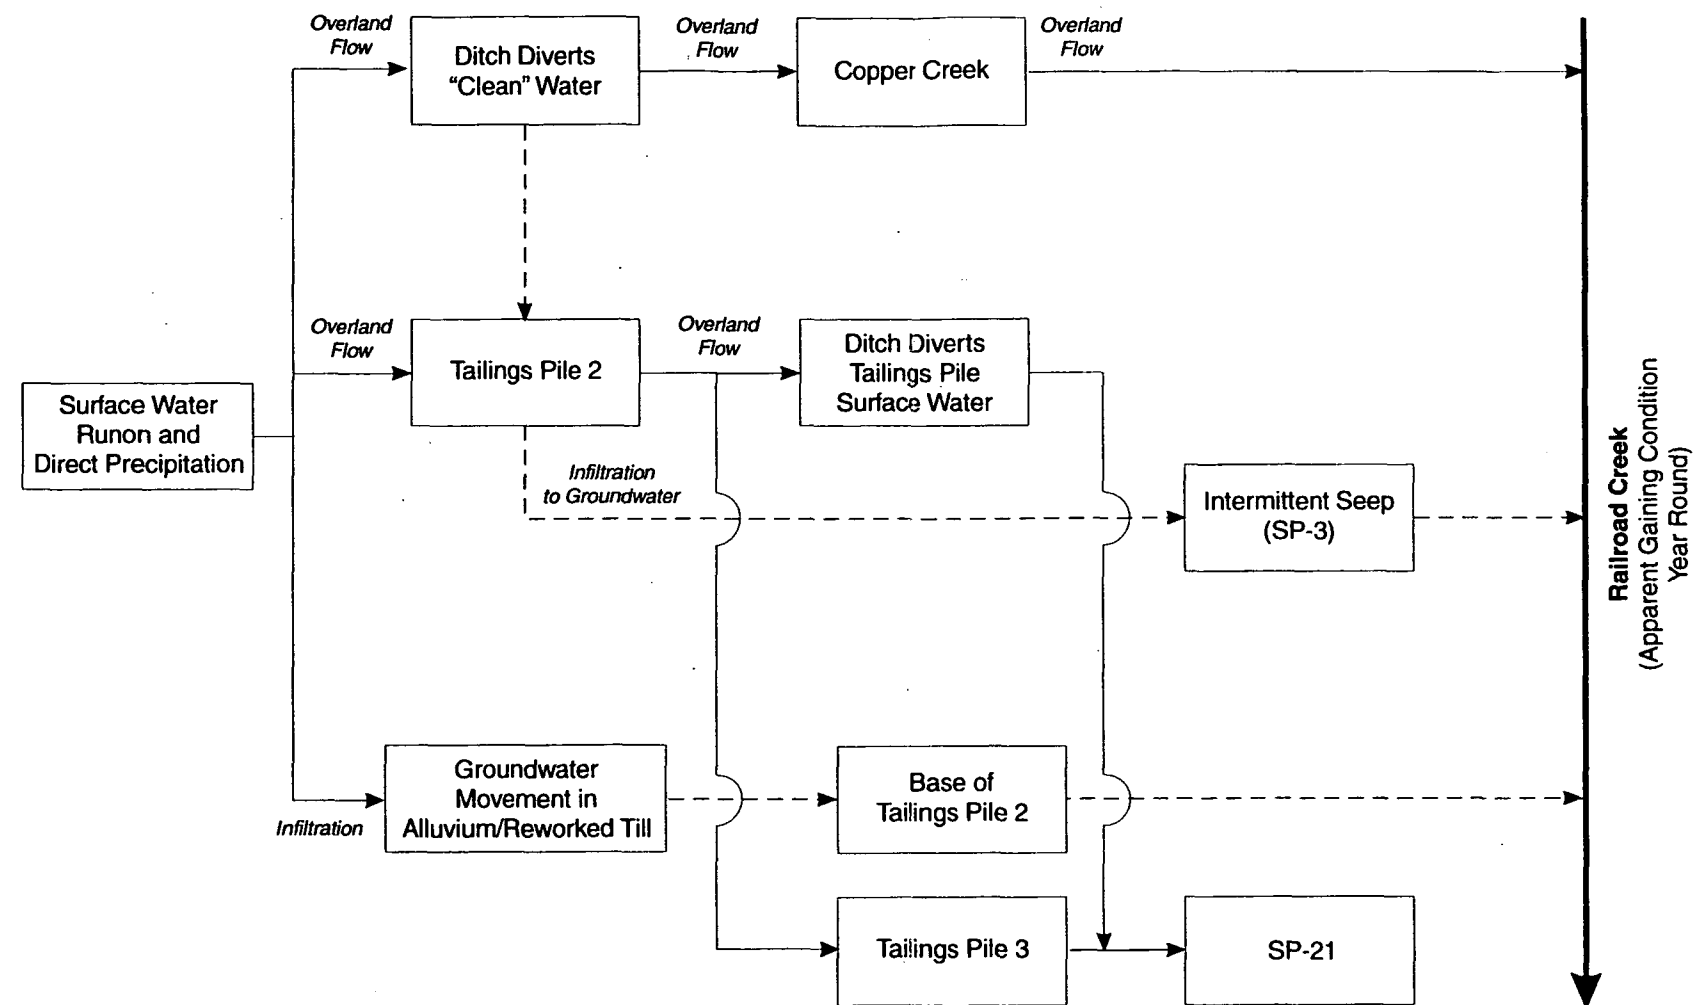 Overland
Flow
Ditch Diverts
“Clean” Water
Overland
Flow
Copper Creek
Overland
Flow
Overland
Flow
Tailings Pile 2
Overland
Flow
Ditch Diverts
Tailings Pile
Surface Water
Surface Water
Runon and
Direct Precipitation
Infiltration
to Groundwater
Intermittent Seep
(SP-3)
Railroad Creek
(Apparent Gaining Condition
Year Round)
Infiltration
Groundwater
Movement in
Alluvium/Reworked Till
Base of
Tailings Pile 2
Tailings Pile 3
SP-21